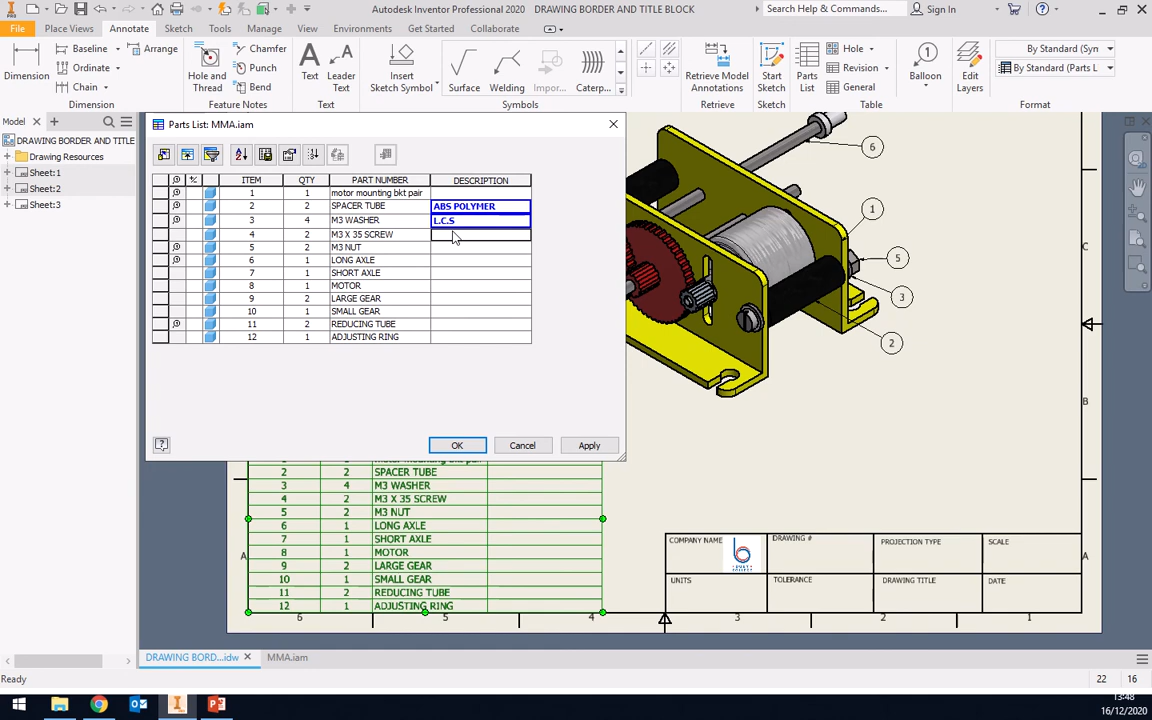 Autodesk Inventor Professional 2020   DRAWING BORDER AND TITLE BLOCK
Search Help & Commands...
Sign In
File Place Views Annotate Sketch Tools Manage View Environments Get Started Collaborate
Dimension
Baseline
Ordinate
Chain
Arrange
Dimension
Hole and Thread
Chamfer
Punch
Bend
Feature Notes
Text
Leader Text
Text
Insert Sketch Symbol
Surface
Welding
Impor...
Caterp...
Symbols
Retrieve Model Annotations
Retrieve
Start Sketch
Sketch
Parts List
Hole
Revision
General
Table
Balloon
Edit Layers
By Standard (Syn
By Standard (Parts L
Format
Model
DRAWING BORDER AND TITLE
Drawing Resources
Sheet:1
Sheet:2
Sheet:3
Parts List: MMA.iam
ITEM QTY PART NUMBER DESCRIPTION
1 1 motor mounting bkt pair
2 2 SPACER TUBE ABS POLYMER
3 4 M3 WASHER L.C.S
4 2 M3 X 35 SCREW
5 2 M3 NUT
6 1 LONG AXLE
7 1 SHORT AXLE
8 1 MOTOR
9 2 LARGE GEAR
10 1 SMALL GEAR
11 2 REDUCING TUBE
12 1 ADJUSTING RING
OK Cancel Apply
6
1
5
3
2
C
B
A
2 2 SPACER TUBE
3 4 M3 WASHER
4 2 M3 X 35 SCREW
5 2 M3 NUT
6 1 LONG AXLE
7 1 SHORT AXLE
8 1 MOTOR
9 2 LARGE GEAR
10 1 SMALL GEAR
11 2 REDUCING TUBE
12 1 ADJUSTING RING
A
COMPANY NAME DRAWING # PROJECTION TYPE SCALE
UNITS TOLERANCE DRAWING TITLE DATE
6 5 4 3 2 1
DRAWING BORD...idw
MMA.iam
Ready
22 16
13:48
16/12/2020